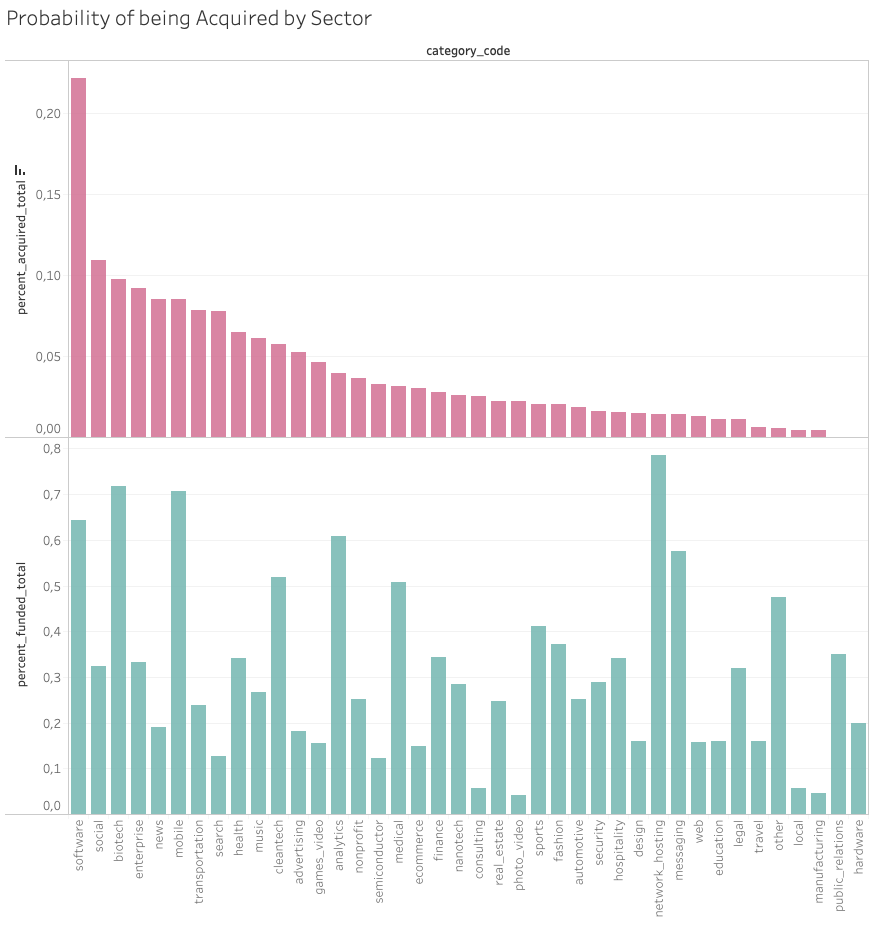 Probability of being Acquired by Sector
category_code
percent_acquired_total
0,20
0,15
0,10
0,05
0,00
percent_funded_total
0,8
0,7
0,6
0,5
0,4
0,3
0,2
0,1
0,0
software
social
biotech
enterprise
news
mobile
transportation
search
health
music
cleantech
advertising
games_video
analytics
nonprofit
semiconductor
medical
ecommerce
finance
nanotech
consulting
real_estate
photo_video
sports
fashion
automotive
security
hospitality
design
network_hosting
messaging
web
education
legal
travel
other
local
manufacturing
public_relations
hardware